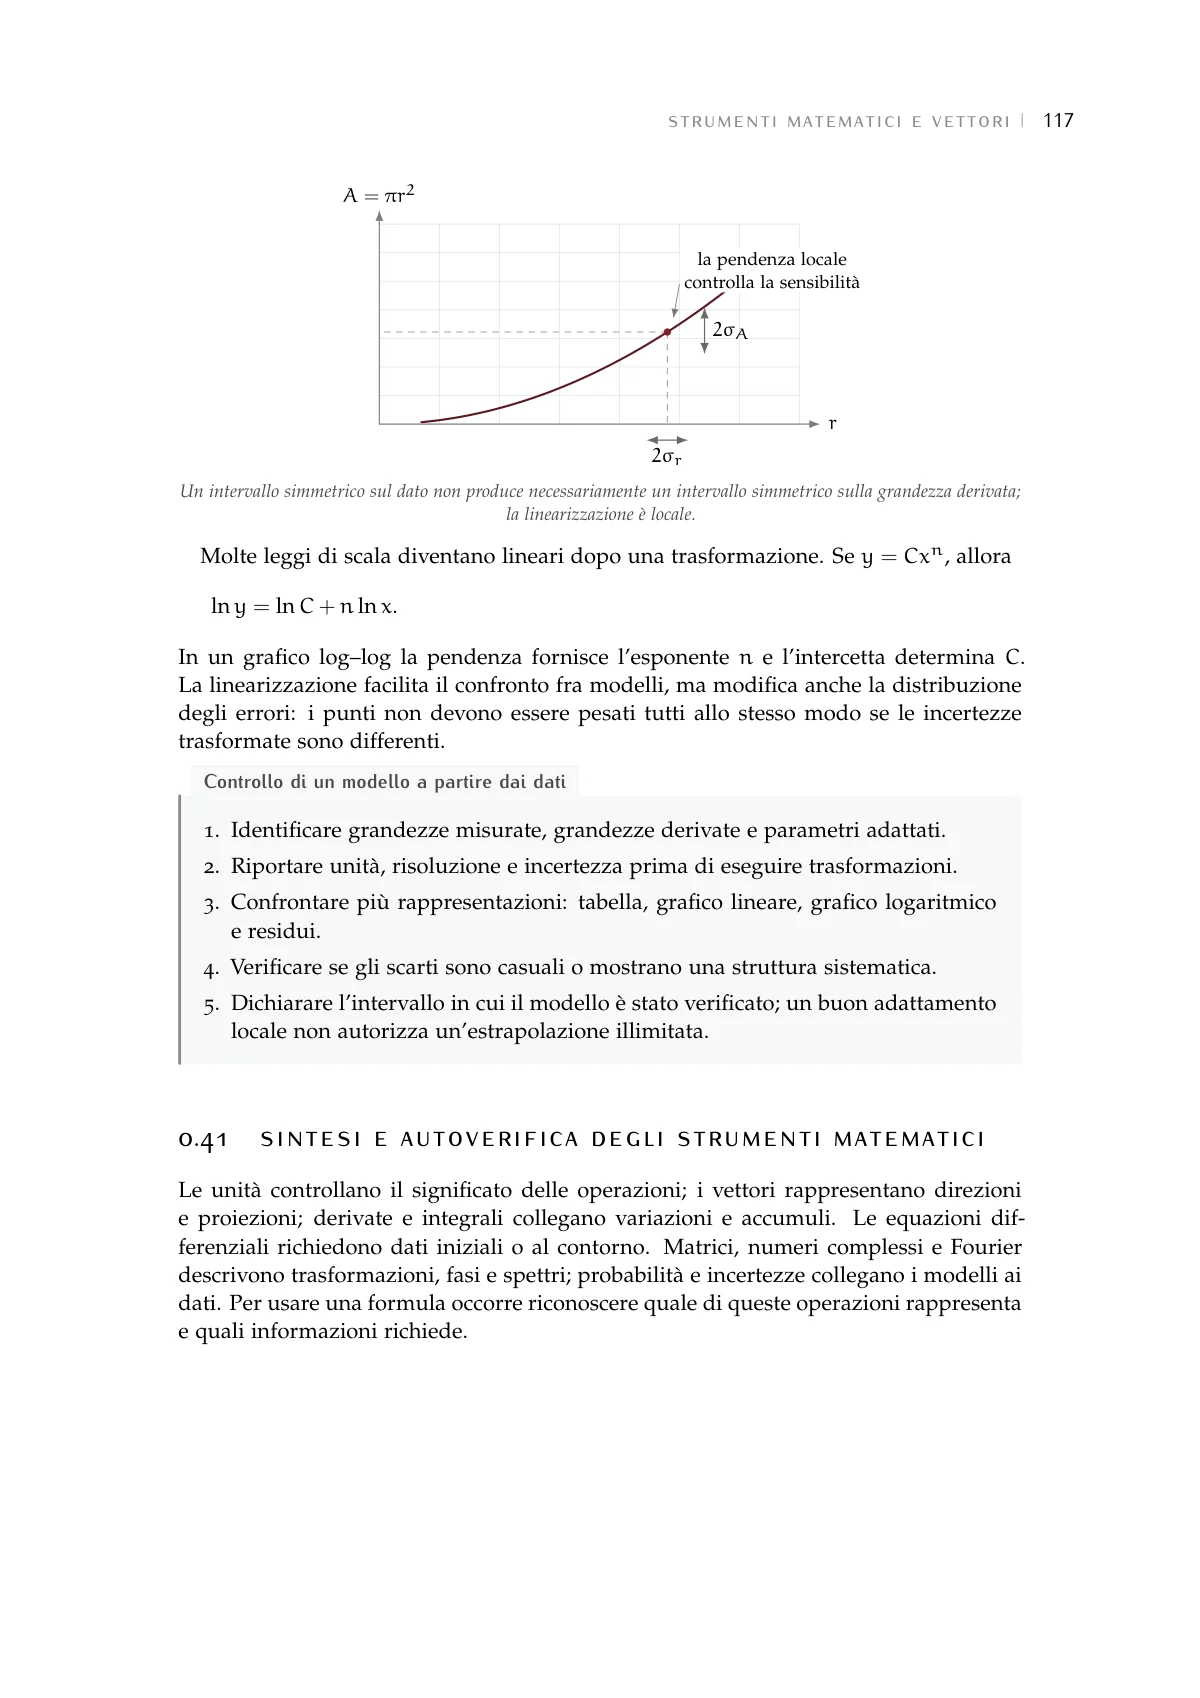 STRUMENTI MATEMATICI E VETTORI | 117
A = πr²
la pendenza locale
controlla la sensibilità
2σ_A
r
2σ_r
Un intervallo simmetrico sul dato non produce necessariamente un intervallo simmetrico sulla grandezza derivata;
la linearizzazione è locale.
Molte leggi di scala diventano lineari dopo una trasformazione. Se y = Cxⁿ, allora
ln y = ln C + n ln x.
In un grafico log–log la pendenza fornisce l'esponente n e l'intercetta determina C.
La linearizzazione facilita il confronto fra modelli, ma modifica anche la distribuzione
degli errori: i punti non devono essere pesati tutti allo stesso modo se le incertezze
trasformate sono differenti.
Controllo di un modello a partire dai dati
1. Identificare grandezze misurate, grandezze derivate e parametri adattati.
2. Riportare unità, risoluzione e incertezza prima di eseguire trasformazioni.
3. Confrontare più rappresentazioni: tabella, grafico lineare, grafico logaritmico
e residui.
4. Verificare se gli scarti sono casuali o mostrano una struttura sistematica.
5. Dichiarare l'intervallo in cui il modello è stato verificato; un buon adattamento
locale non autorizza un'estrapolazione illimitata.
0.41 SINTESI E AUTOVERIFICA DEGLI STRUMENTI MATEMATICI
Le unità controllano il significato delle operazioni; i vettori rappresentano direzioni
e proiezioni; derivate e integrali collegano variazioni e accumuli. Le equazioni dif-
ferenziali richiedono dati iniziali o al contorno. Matrici, numeri complessi e Fourier
descrivono trasformazioni, fasi e spettri; probabilità e incertezze collegano i modelli ai
dati. Per usare una formula occorre riconoscere quale di queste operazioni rappresenta
e quali informazioni richiede.